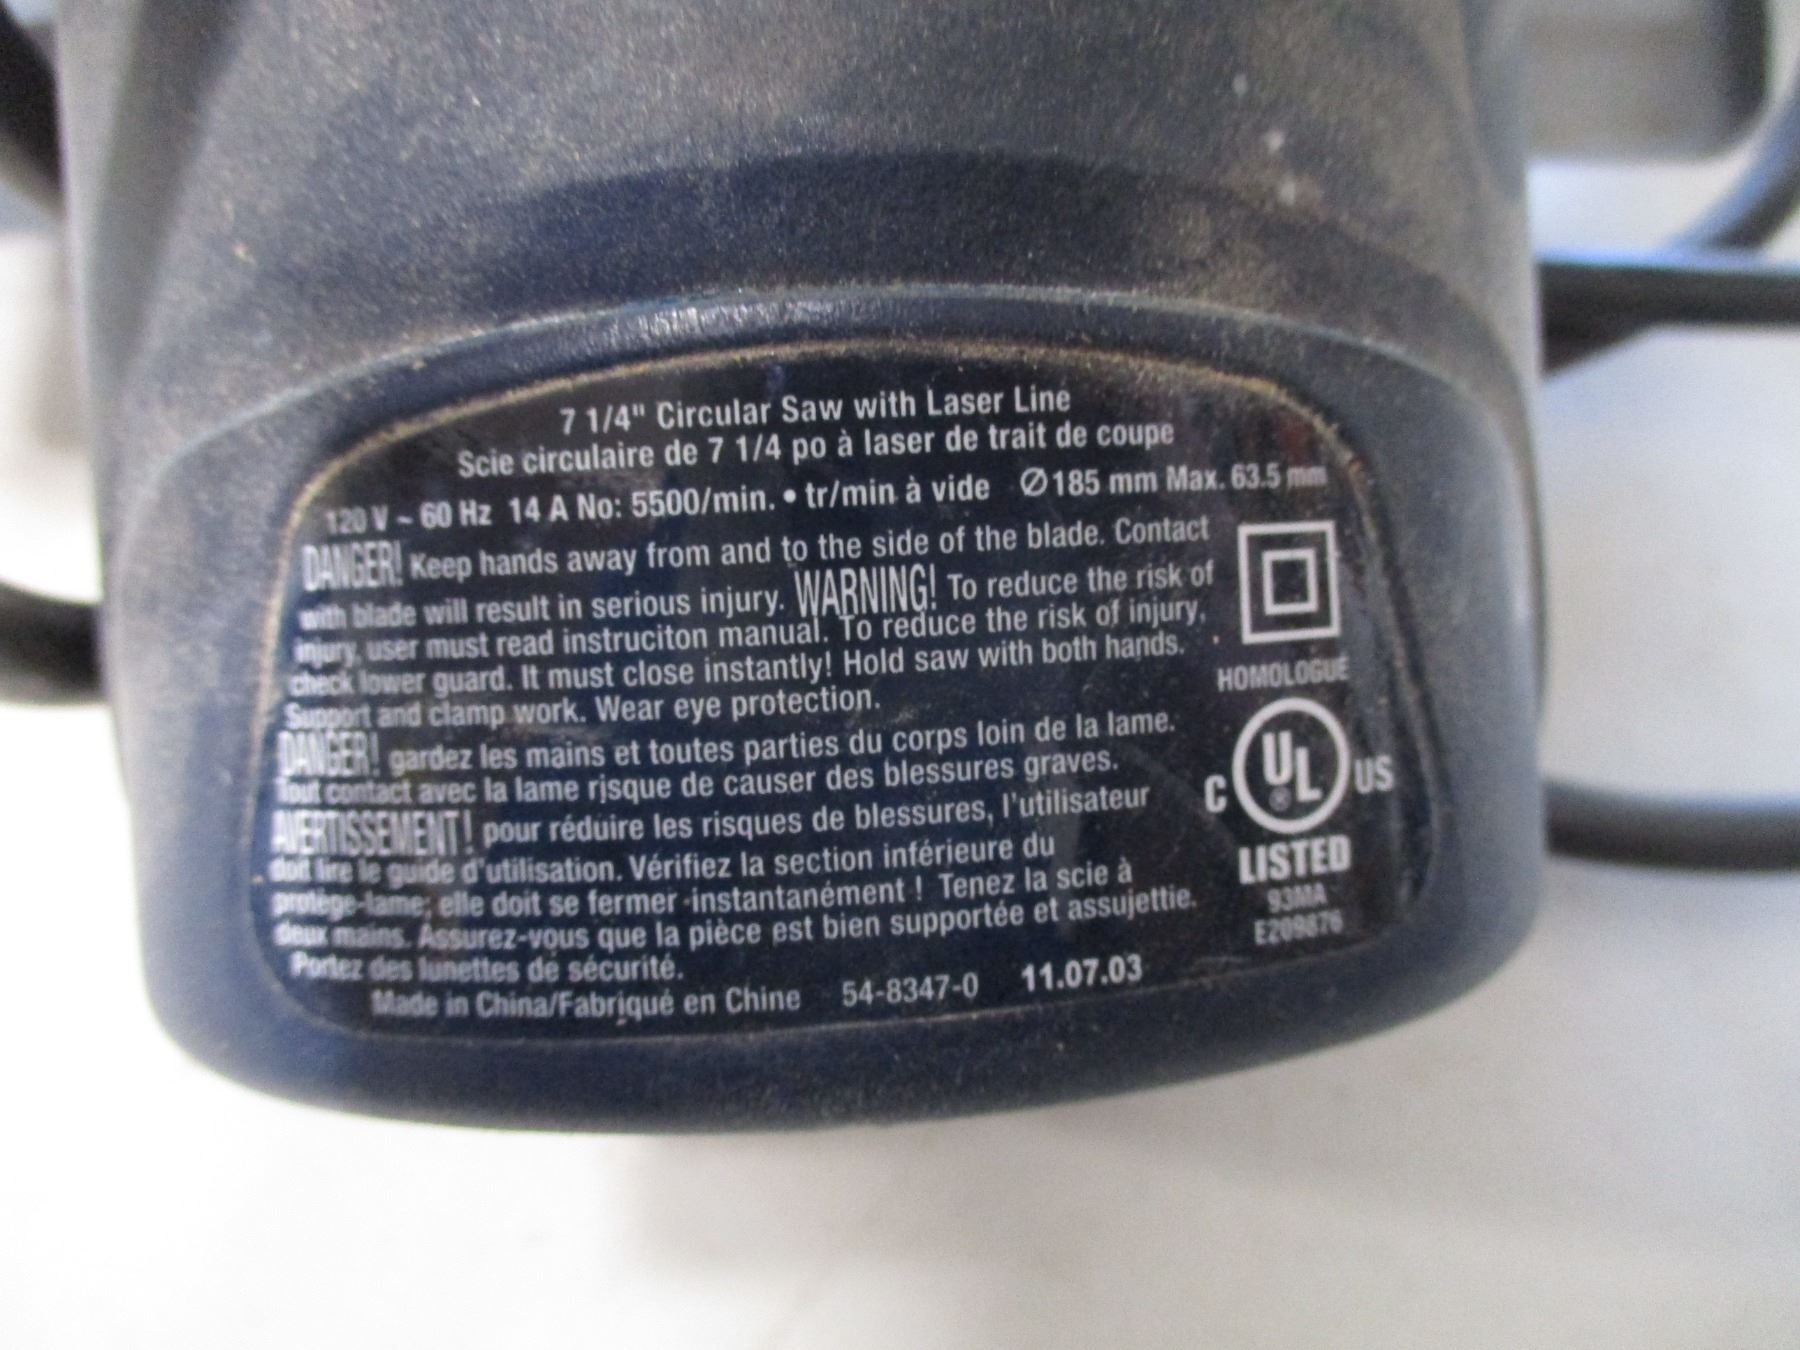 7 1/4" Circular Saw with Laser Line
Scie circulaire de 7 1/4 po à laser de trait de coupe
120 V ~ 60 Hz 14 A No: 5500/min. • tr/min à vide Ø185 mm Max. 63.5 mm
DANGER! Keep hands away from and to the side of the blade. Contact
with blade will result in serious injury. WARNING! To reduce the risk of
injury, user must read instruciton manual. To reduce the risk of injury,
check lower guard. It must close instantly! Hold saw with both hands.
Support and clamp work. Wear eye protection.
DANGER! gardez les mains et toutes parties du corps loin de la lame.
Tout contact avec la lame risque de causer des blessures graves.
AVERTISSEMENT! pour réduire les risques de blessures, l'utilisateur
doit lire le guide d'utilisation. Vérifiez la section inférieure du
protège-lame; elle doit se fermer instantanément ! Tenez la scie à
deux mains. Assurez-vous que la pièce est bien supportée et assujettie.
Portez des lunettes de sécurité.
Made in China/Fabriqué en Chine 54-8347-0 11.07.03
HOMOLOGUÉ
C UL ® US
LISTED
93MA
E209876